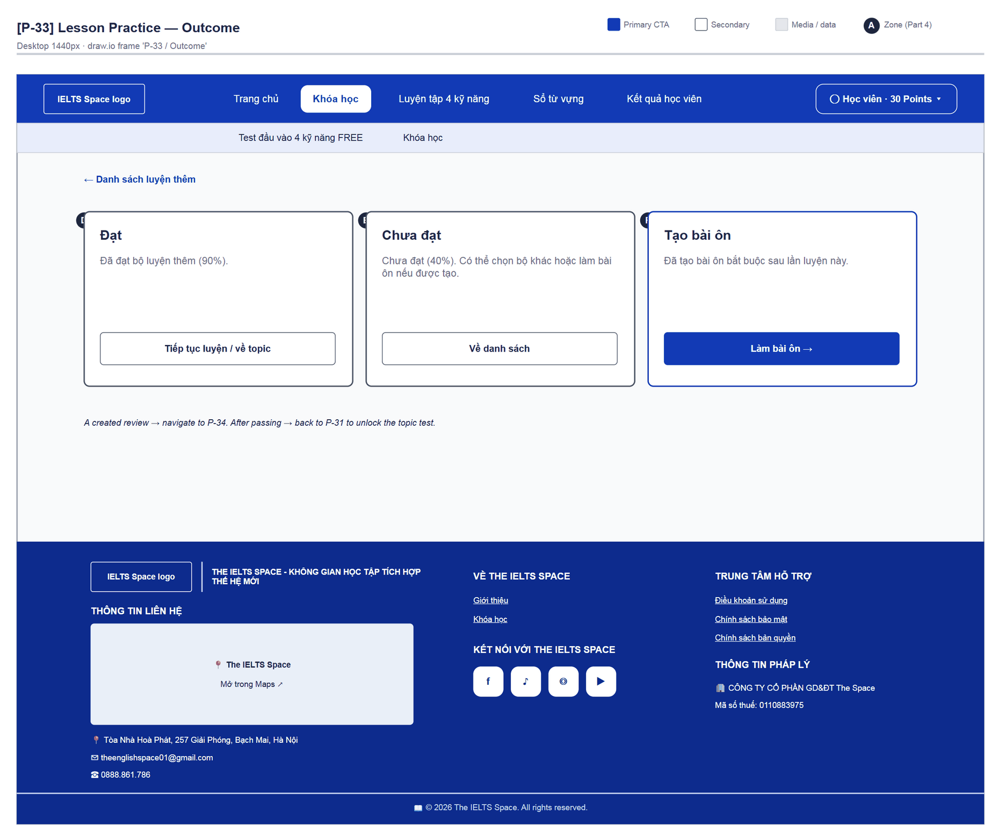 [P-33] Lesson Practice — Outcome
Desktop 1440px · draw.io frame 'P-33 / Outcome'
Primary CTA
Secondary
Media / data
A
Zone (Part 4)
IELTS Space logo
Trang chủ
Khóa học
Luyện tập 4 kỹ năng
Sổ từ vựng
Kết quả học viên
Học viên · 30 Points ▾
Test đầu vào 4 kỹ năng FREE
Khóa học
← Danh sách luyện thêm
Đạt
Đã đạt bộ luyện thêm (90%).
Tiếp tục luyện / về topic
Chưa đạt
Chưa đạt (40%). Có thể chọn bộ khác hoặc làm bài
ôn nếu được tạo.
Về danh sách
Tạo bài ôn
Đã tạo bài ôn bắt buộc sau lần luyện này.
Làm bài ôn →
A created review → navigate to P-34. After passing → back to P-31 to unlock the topic test.
IELTS Space logo
THE IELTS SPACE - KHÔNG GIAN HỌC TẬP TÍCH HỢP
THẾ HỆ MỚI
THÔNG TIN LIÊN HỆ
The IELTS Space
Mở trong Maps ↗
Tòa Nhà Hoà Phát, 257 Giải Phóng, Bạch Mai, Hà Nội
theenglishspace01@gmail.com
0888.861.786
VỀ THE IELTS SPACE
Giới thiệu
Khóa học
KẾT NỐI VỚI THE IELTS SPACE
f
TRUNG TÂM HỖ TRỢ
Điều khoản sử dụng
Chính sách bảo mật
Chính sách bản quyền
THÔNG TIN PHÁP LÝ
CÔNG TY CỔ PHẦN GD&ĐT The Space
Mã số thuế: 0110883975
© 2026 The IELTS Space. All rights reserved.